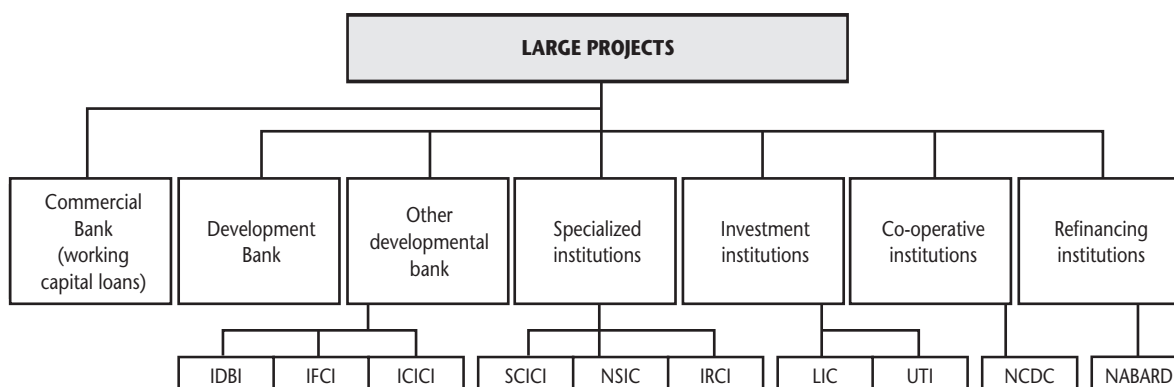 LARGE PROJECTS
Commercial
Bank
(working
capital loans)
Development
Bank
Other
developmental
bank
Specialized
institutions
Investment
institutions
Co-operative
institutions
Refinancing
institutions
IDBI
IFCI
ICICI
SCICI
NSIC
IRCI
LIC
UTI
NCDC
NABARD